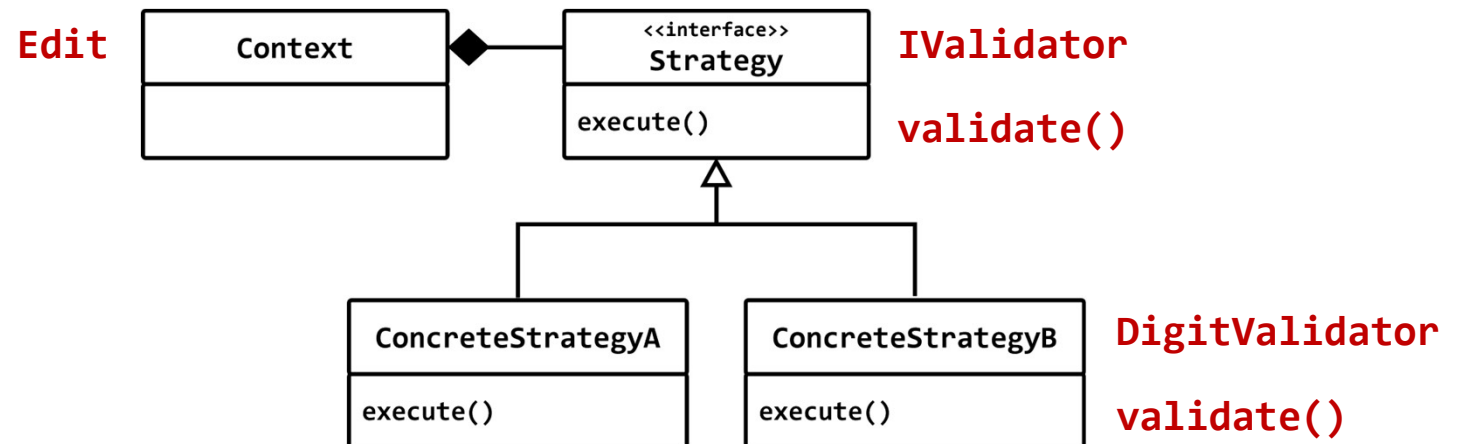 Edit
Context
<<interface>>
Strategy
IValidator
execute()
validate()
ConcreteStrategyA
ConcreteStrategyB
DigitValidator
execute()
execute()
validate()